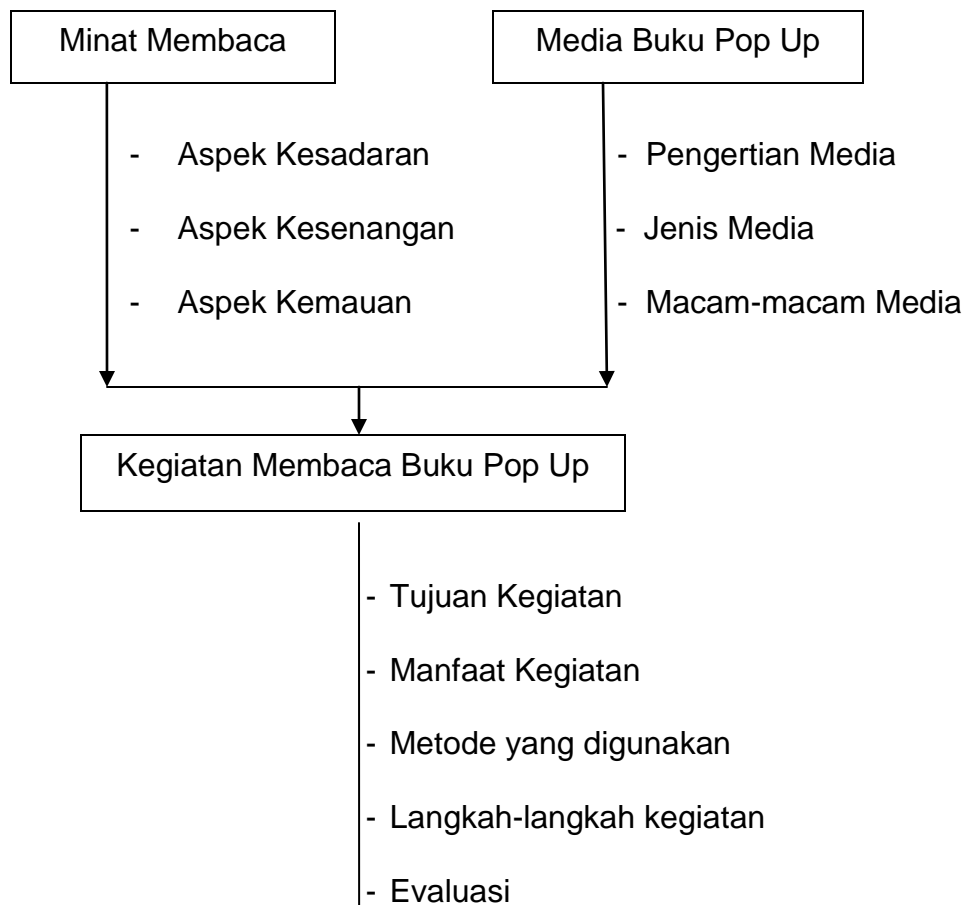 Minat Membaca
- Aspek Kesadaran
- Aspek Kesenangan
- Aspek Kemauan
Media Buku Pop Up
- Pengertian Media
- Jenis Media
- Macam-macam Media
Kegiatan Membaca Buku Pop Up
- Tujuan Kegiatan
- Manfaat Kegiatan
- Metode yang digunakan
- Langkah-langkah kegiatan
- Evaluasi